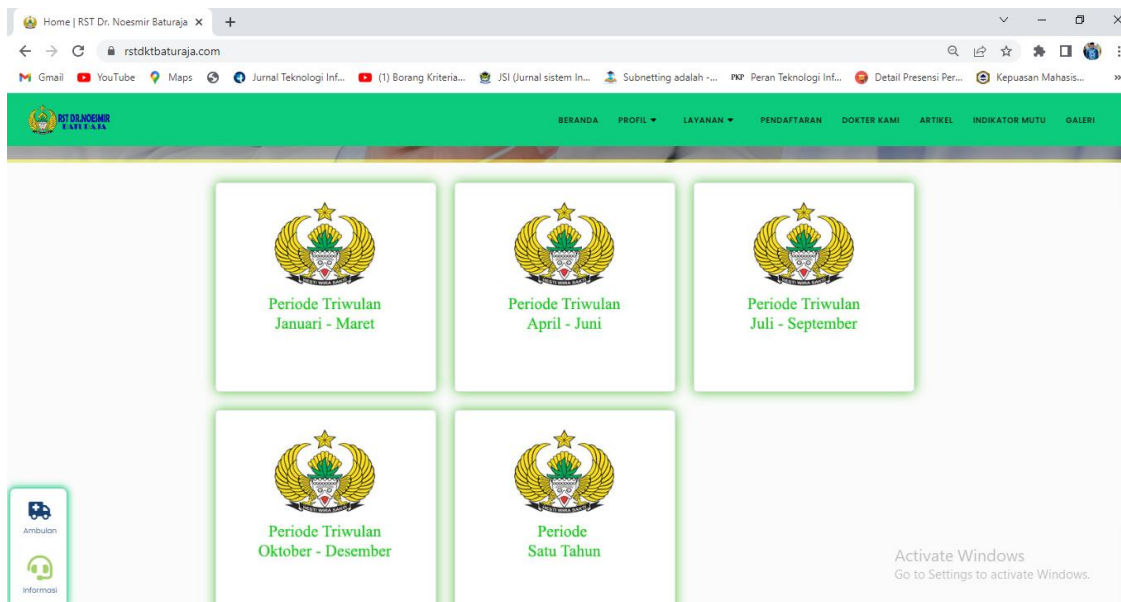 Home | RST Dr. Noesmir Baturaja
rstdktbaturaja.com
Gmail YouTube Maps Jurnal Teknologi Inf... (1) Borang Kriteria... JSI (Jurnal sistem In... Subnetting adalah -... PKP Peran Teknologi Inf... Detail Presensi Per... Kepuasan Mahasis... »
RST DR.NOESMIR
BATURAJA
BERANDA PROFIL LAYANAN PENDAFTARAN DOKTER KAMI ARTIKEL INDIKATOR MUTU GALERI
Periode Triwulan
Januari - Maret
Periode Triwulan
April - Juni
Periode Triwulan
Juli - September
Periode Triwulan
Oktober - Desember
Periode
Satu Tahun
Ambulan
Informasi
Activate Windows
Go to Settings to activate Windows.